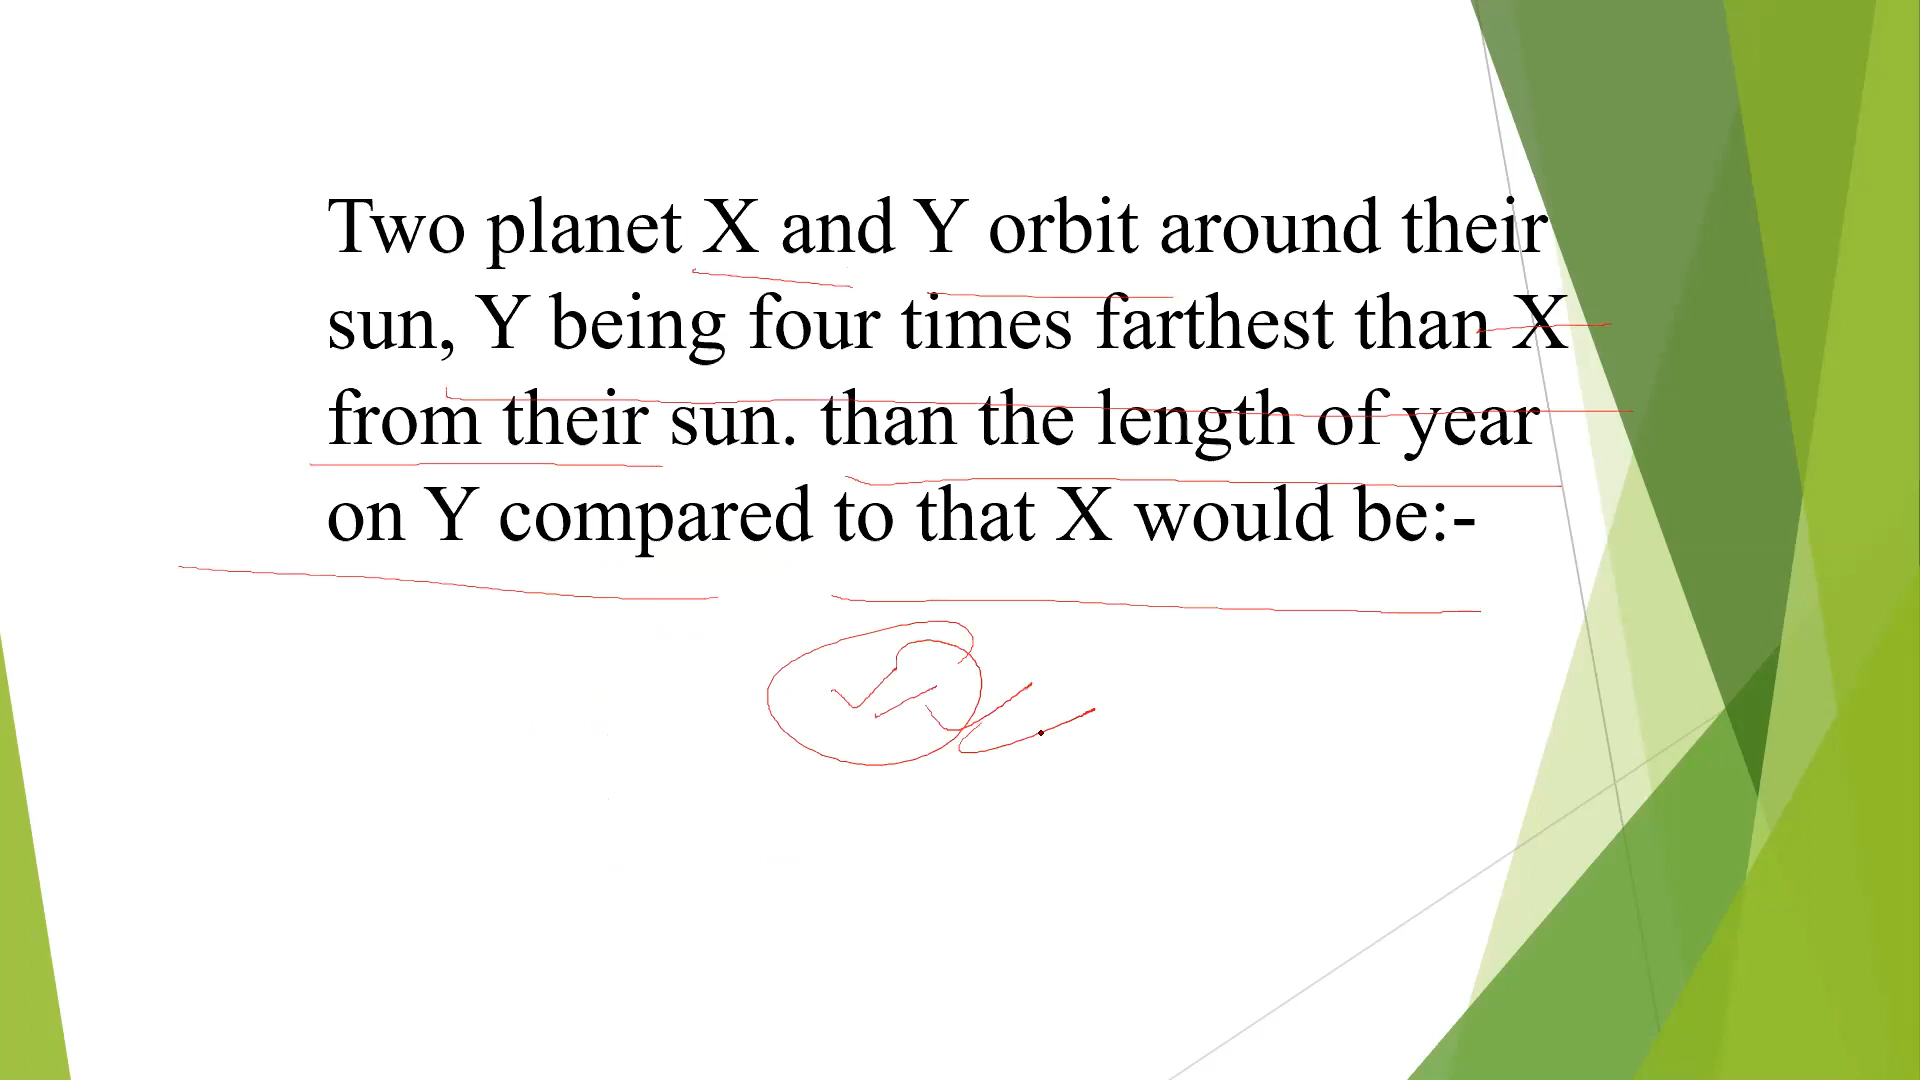 Two planet X and Y orbit around their
sun, Y being four times farthest than X
from their sun. than the length of year
on Y compared to that X would be:-